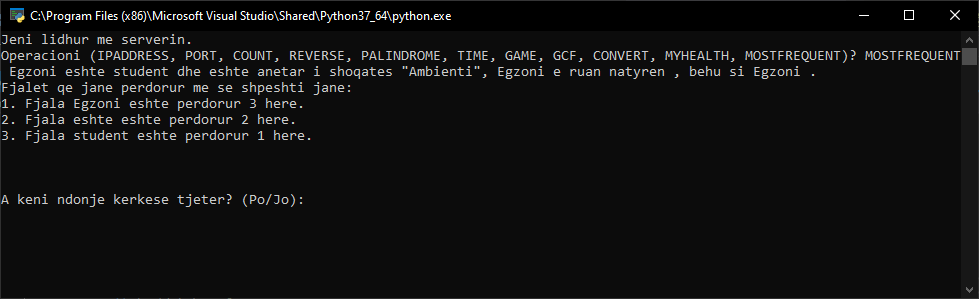 C:\Program Files (x86)\Microsoft Visual Studio\Shared\Python37_64\python.exe
Jeni lidhur me serverin.
Operacioni (IPADDRESS, PORT, COUNT, REVERSE, PALINDROME, TIME, GAME, GCF, CONVERT, MYHEALTH, MOSTFREQUENT)? MOSTFREQUENT
Egzoni eshte student dhe eshte anetar i shoqates "Ambienti", Egzoni e ruan natyren , behu si Egzoni .
Fjalet qe jane perdorur me se shpeshti jane:
1. Fjala Egzoni eshte perdorur 3 here.
2. Fjala eshte eshte perdorur 2 here.
3. Fjala student eshte perdorur 1 here.
A keni ndonje kerkese tjeter? (Po/Jo):